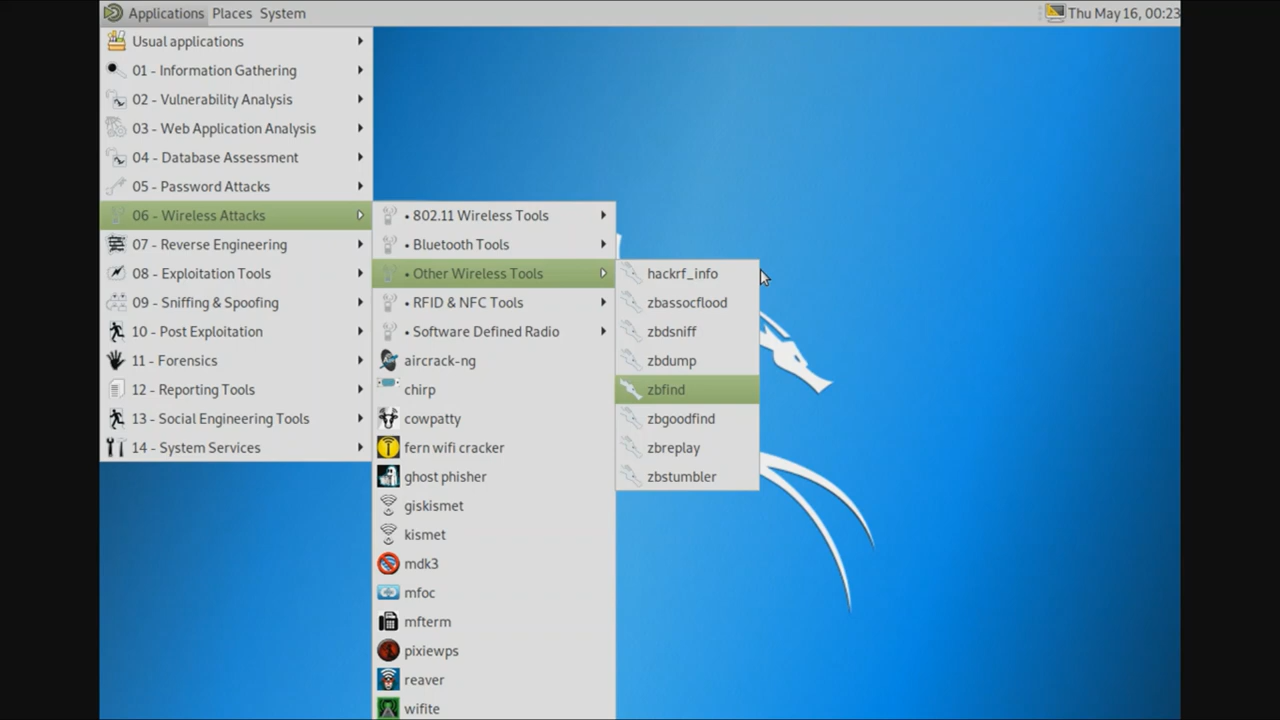 Applications Places System Thu May 16, 00:23
Usual applications
01 - Information Gathering
02 - Vulnerability Analysis
03 - Web Application Analysis
04 - Database Assessment
05 - Password Attacks
06 - Wireless Attacks
07 - Reverse Engineering
08 - Exploitation Tools
09 - Sniffing & Spoofing
10 - Post Exploitation
11 - Forensics
12 - Reporting Tools
13 - Social Engineering Tools
14 - System Services
• 802.11 Wireless Tools
• Bluetooth Tools
• Other Wireless Tools
• RFID & NFC Tools
• Software Defined Radio
aircrack-ng
chirp
cowpatty
fern wifi cracker
ghost phisher
giskismet
kismet
mdk3
mfoc
mfterm
pixiewps
reaver
wifite
hackrf_info
zbassocflood
zbdsniff
zbdump
zbfind
zbgoodfind
zbreplay
zbstumbler